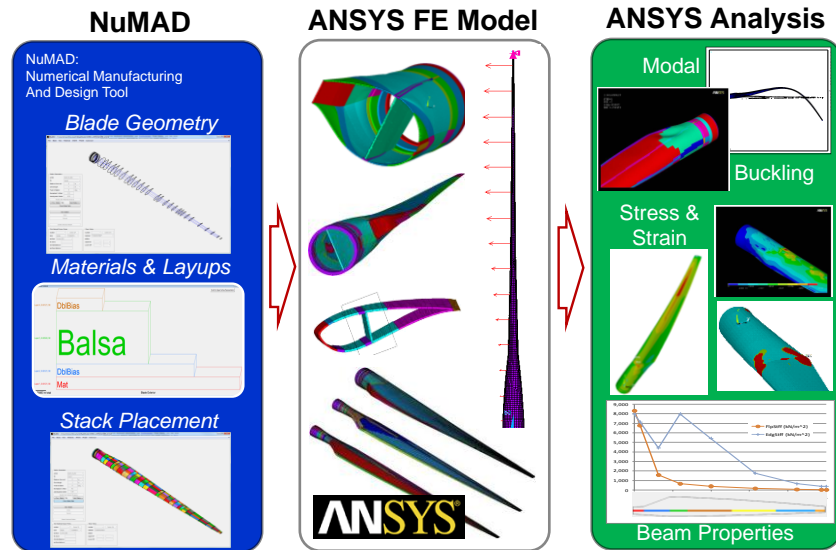 NuMAD
NuMAD:
Numerical Manufacturing
And Design Tool
Blade Geometry
Materials & Layups
DblBias
Balsa
DblBias
Mat
Stack Placement
ANSYS FE Model
ANSYS®
ANSYS Analysis
Modal
Buckling
Stress &
Strain
9,000
8,000
7,000
6,000
5,000
4,000
3,000
2,000
1,000
0
FlpStff (kN/m^2)
EdgStff (kN/m^2)
Beam Properties